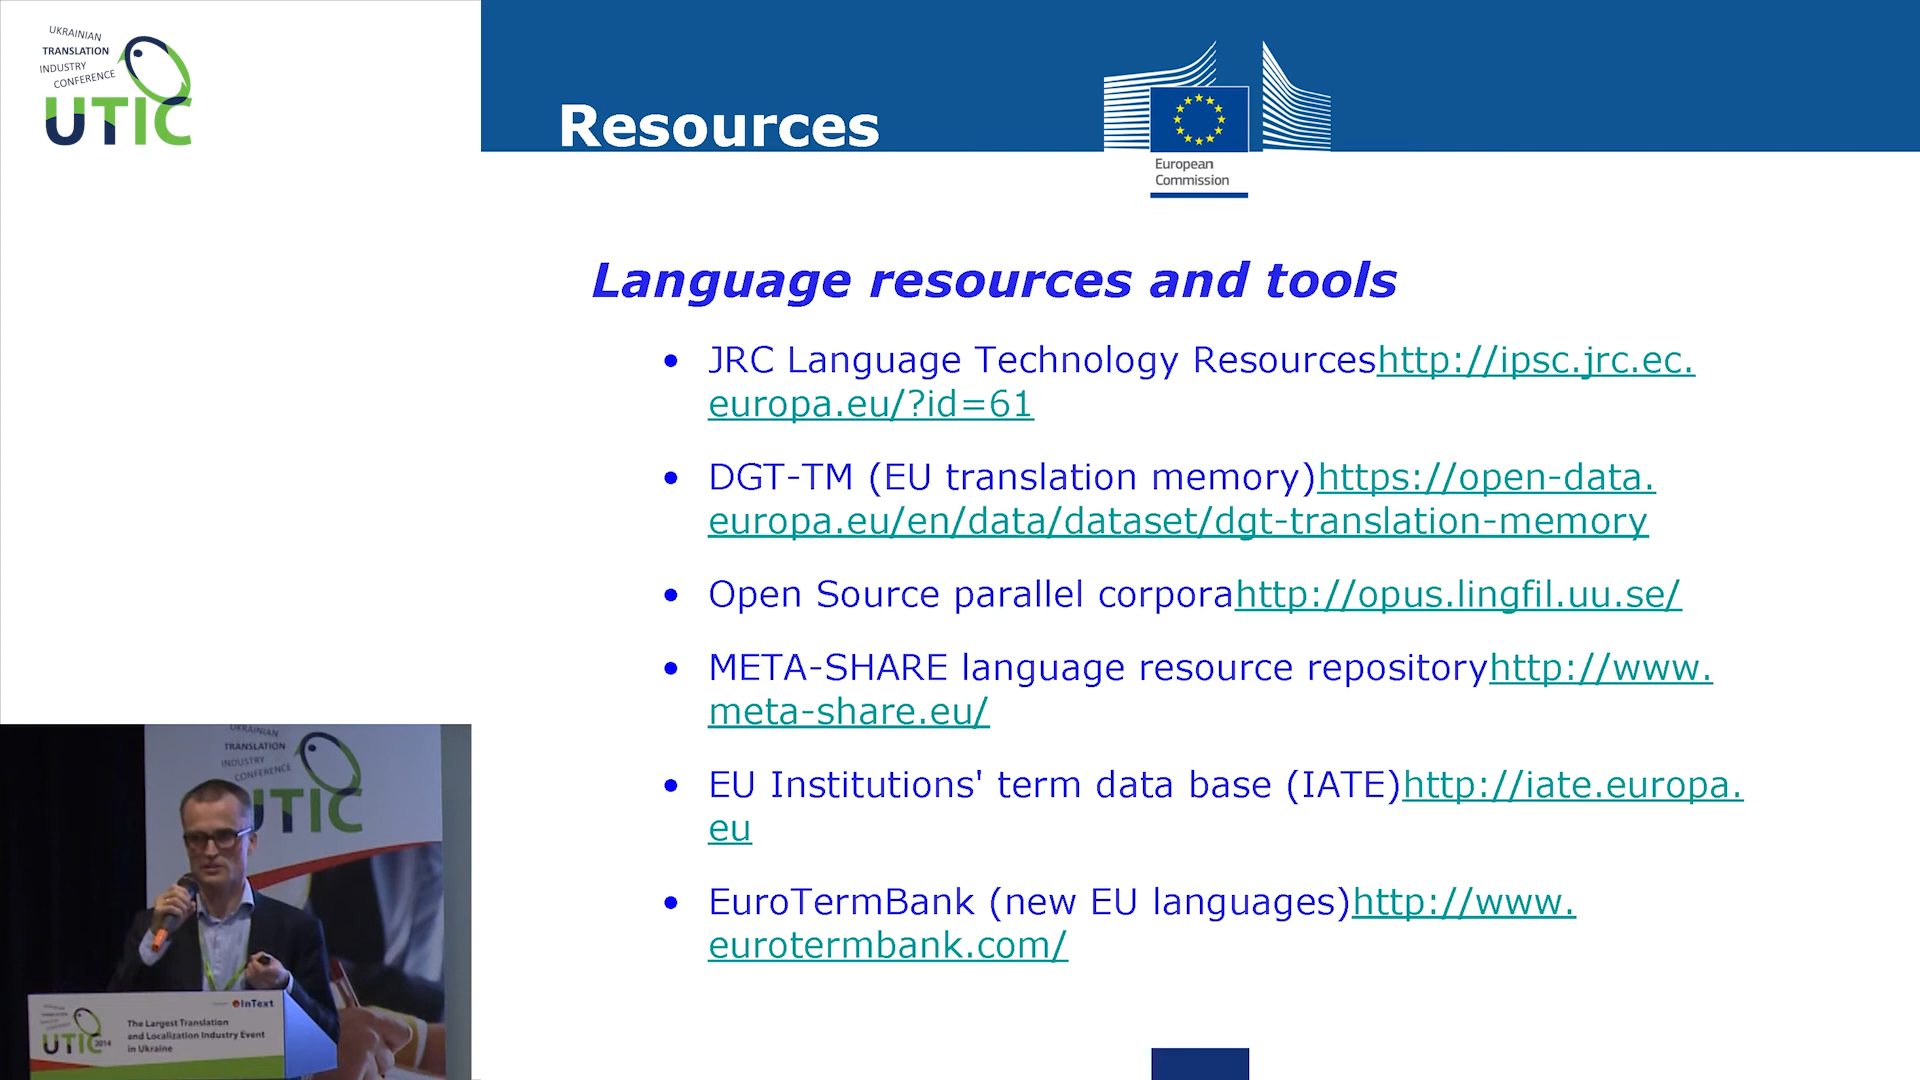 UKRAINIAN
TRANSLATION
INDUSTRY
CONFERENCE
UTIC
Resources
European
Commission
Language resources and tools
• JRC Language Technology Resourceshttp://ipsc.jrc.ec.
europa.eu/?id=61
• DGT-TM (EU translation memory)https://open-data.
europa.eu/en/data/dataset/dgt-translation-memory
• Open Source parallel corporahttp://opus.lingfil.uu.se/
• META-SHARE language resource repositoryhttp://www.
meta-share.eu/
• EU Institutions' term data base (IATE)http://iate.europa.
eu
• EuroTermBank (new EU languages)http://www.
eurotermbank.com/
UKRAINIAN
TRANSLATION
INDUSTRY
CONFERENCE
UTIC
InText
UTIC 2014
The Largest Translation
and Localization Industry Event
in Ukraine